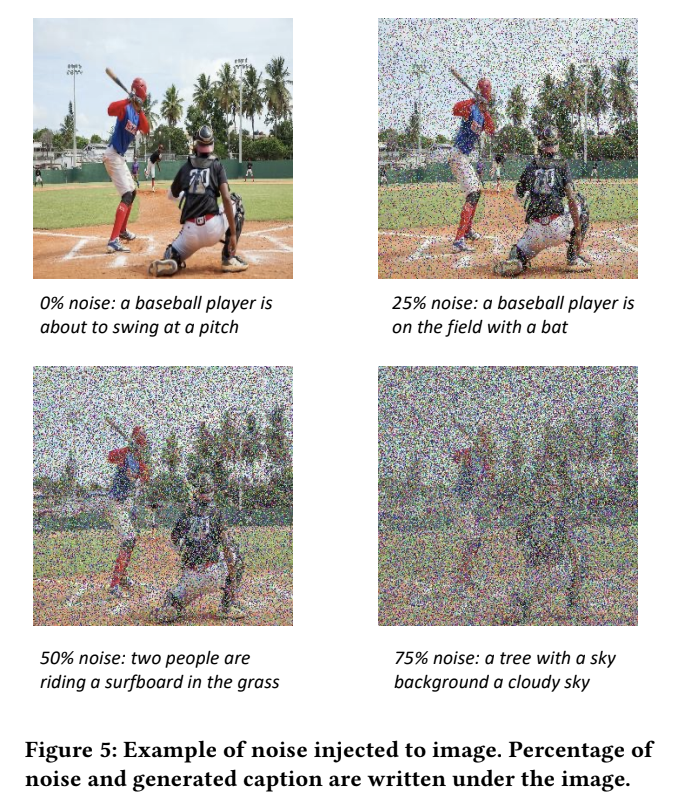 20
20
0% noise: a baseball player is
about to swing at a pitch
25% noise: a baseball player is
on the field with a bat
50% noise: two people are
riding a surfboard in the grass
75% noise: a tree with a sky
background a cloudy sky
Figure 5: Example of noise injected to image. Percentage of
noise and generated caption are written under the image.